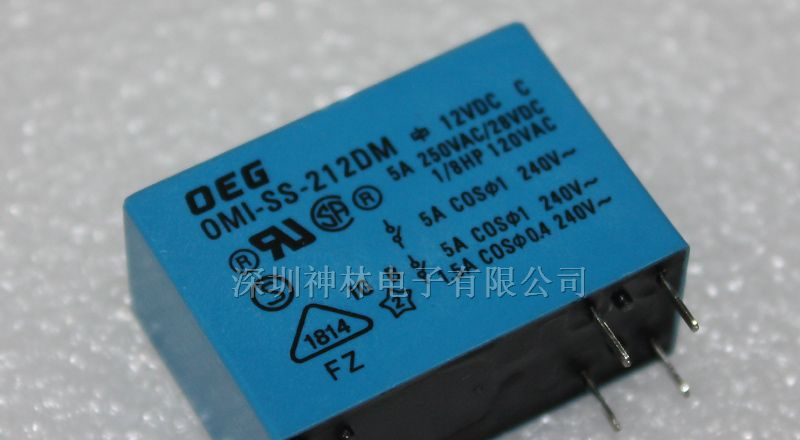 OEG
OMI-SS-212DM 12VDC C
5A 250VAC/28VDC
1/8HP 120VAC
5A COSΦ1 240V~
5A COSΦ1 240V~
COSΦ0.4 240V~
深圳神林电子有限公司
1814
FZ